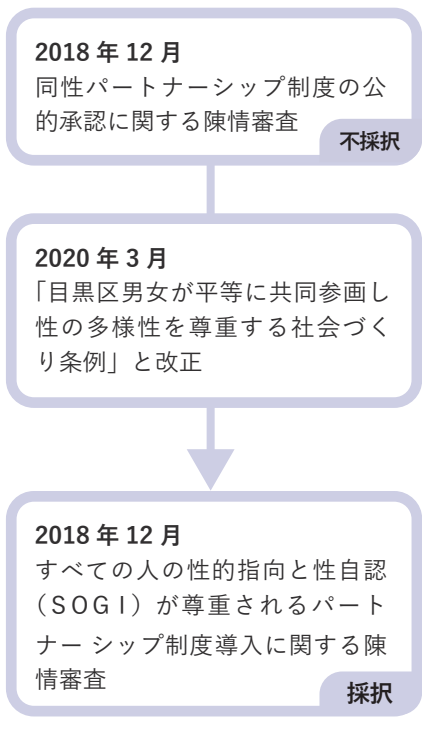 2018 年 12 月
同性パートナーシップ制度の公
的承認に関する陳情審査
不採択
2020 年 3 月
「目黒区男女が平等に共同参画し
性の多様性を尊重する社会づく
り条例」と改正
2018 年 12 月
すべての人の性的指向と性自認
（SOGI）が尊重されるパート
ナー シップ制度導入に関する陳
情審査
採択